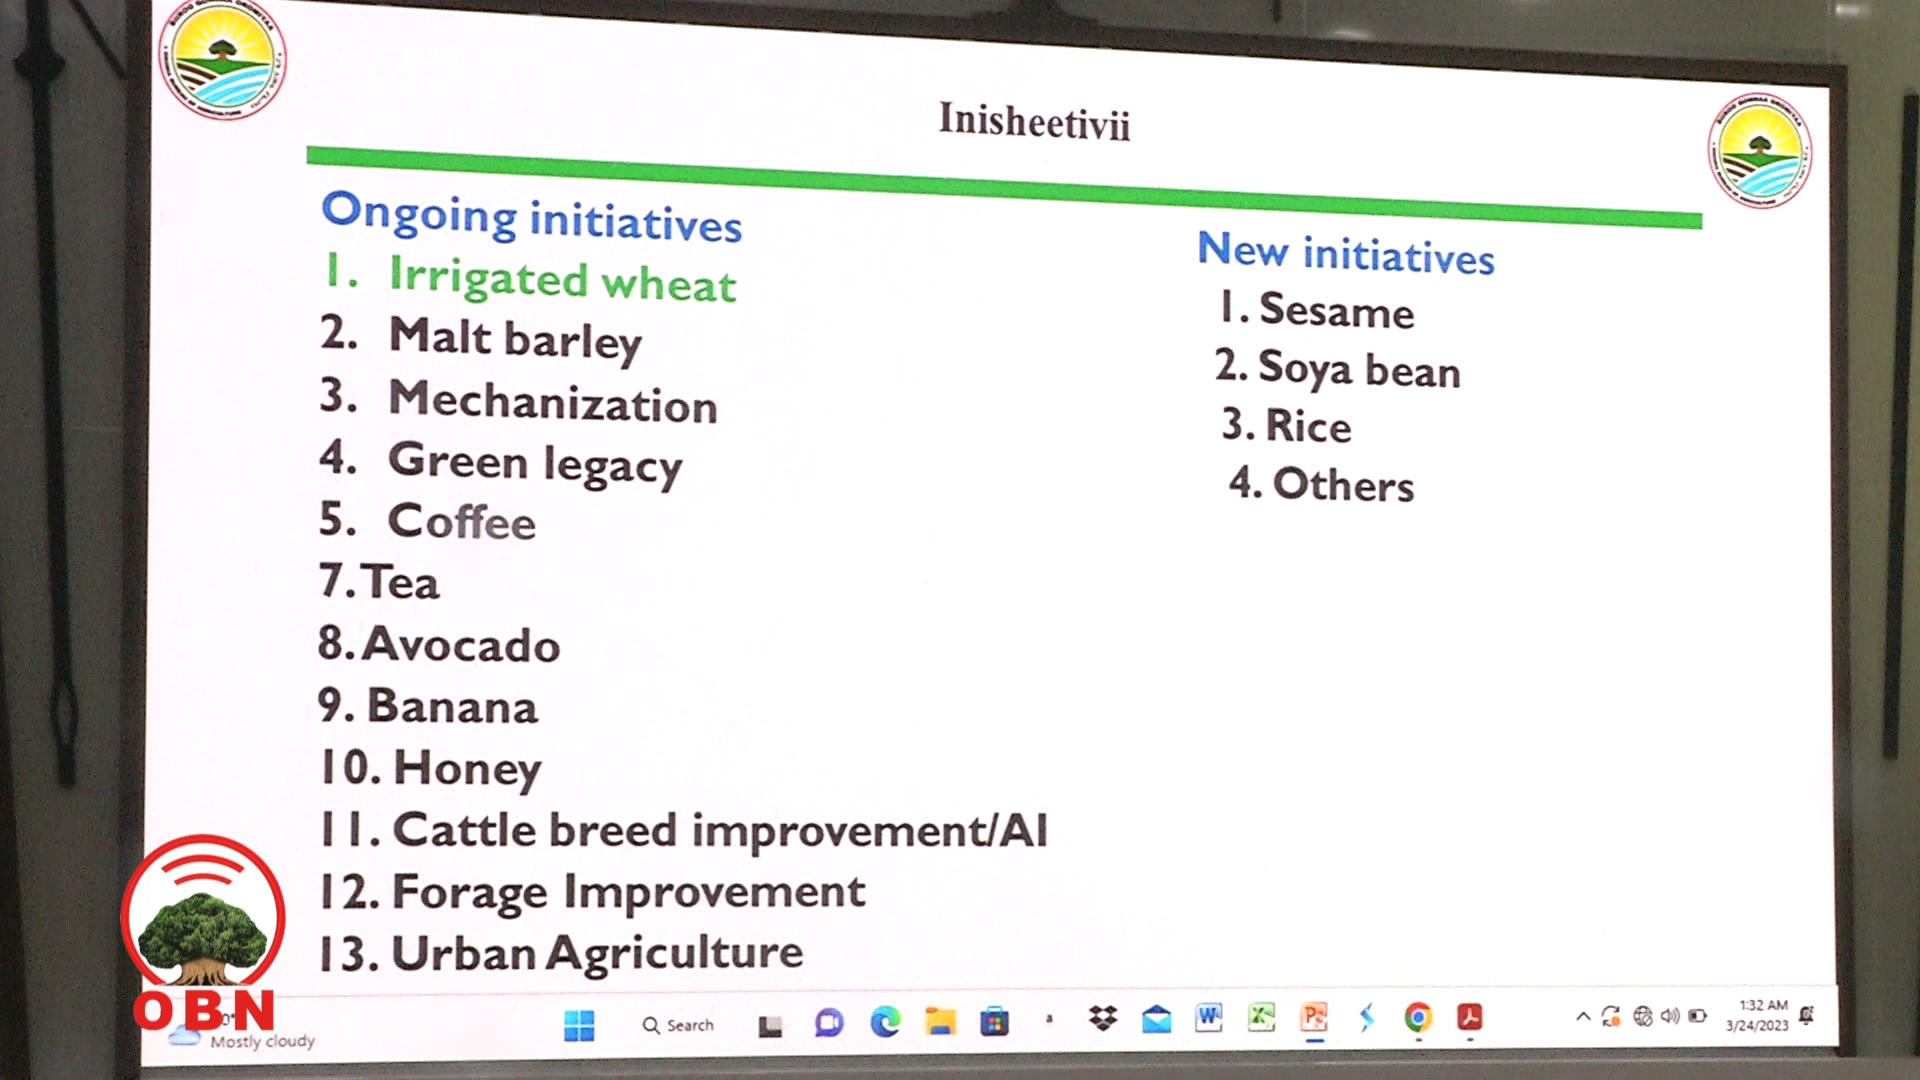 Inisheetivii
Ongoing initiatives
1. Irrigated wheat
2. Malt barley
3. Mechanization
4. Green legacy
5. Coffee
7. Tea
8. Avocado
9. Banana
10. Honey
11. Cattle breed improvement/AI
12. Forage Improvement
13. Urban Agriculture
New initiatives
1. Sesame
2. Soya bean
3. Rice
4. Others
OBN
Mostly cloudy
Search
1:32 AM
3/24/2023